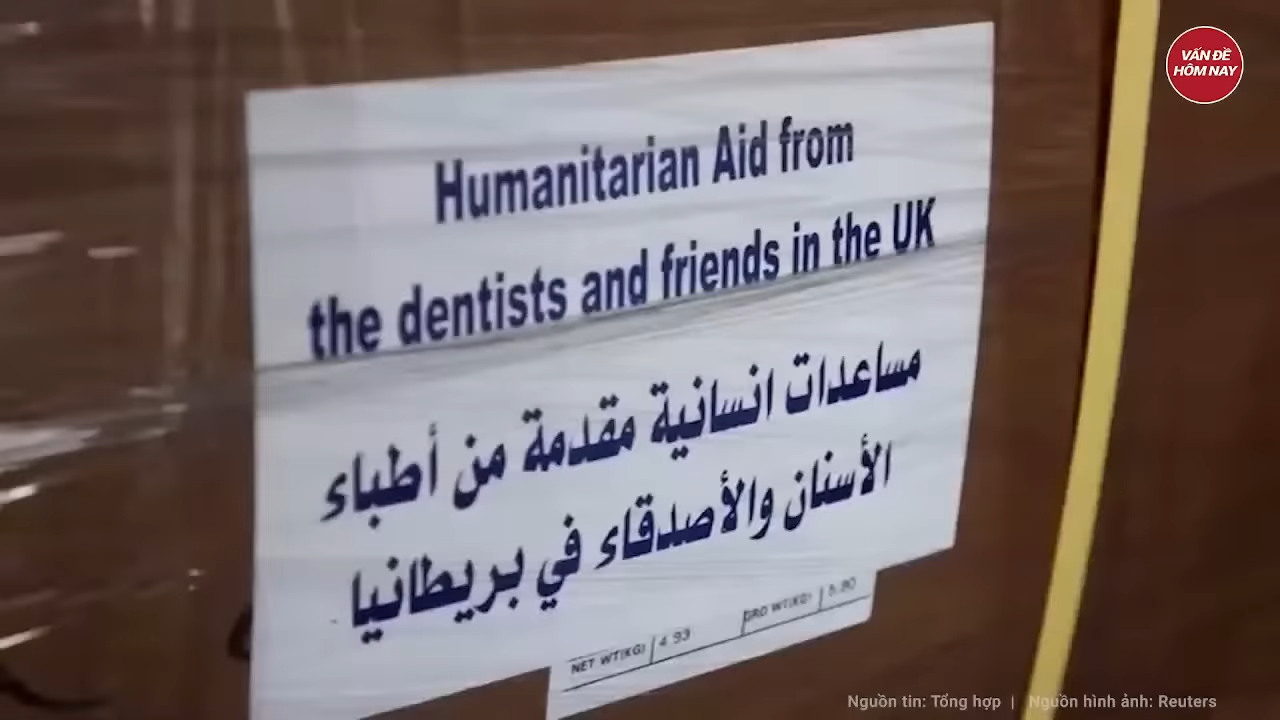 VẤN ĐỀ
HÔM NAY
Humanitarian Aid from
the dentists and friends in the UK
مساعدات انسانية مقدمة من أطباء
الأسنان والأصدقاء في بريطانيا
NET WT(KG) 4.93 GRO WT(KG)
Nguồn tin: Tổng hợp | Nguồn hình ảnh: Reuters